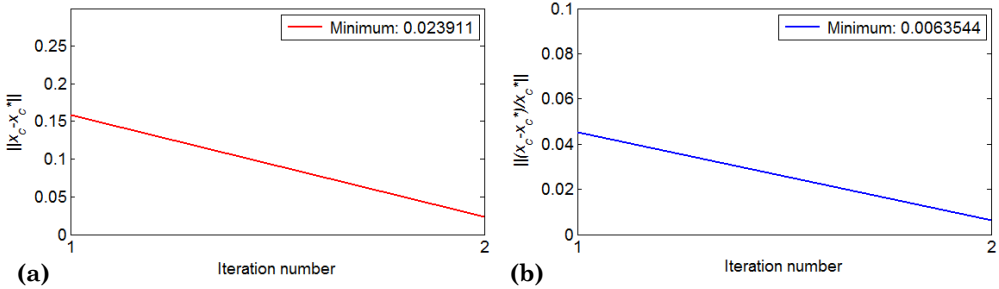 Minimum: 0.023911
0.25
0.2
0.15
0.1
0.05
0
1
2
||x_c-x_c*||
Iteration number
(a)
Minimum: 0.0063544
0.1
0.08
0.06
0.04
0.02
0
1
2
||(x_c-x_c*)/x_c*||
Iteration number
(b)